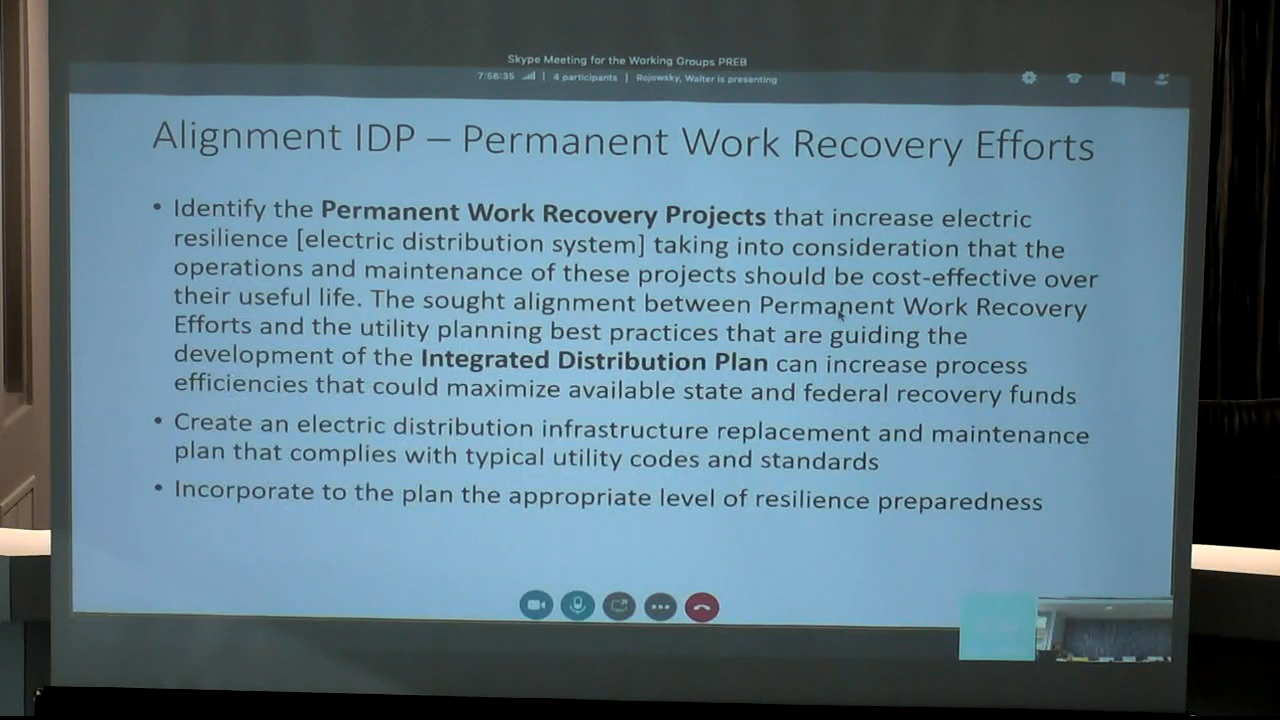 Skype Meeting for the Working Groups PREB
7:56:35 | 4 participants | Rojowsky, Walter is presenting
Alignment IDP – Permanent Work Recovery Efforts
• Identify the Permanent Work Recovery Projects that increase electric
resilience [electric distribution system] taking into consideration that the
operations and maintenance of these projects should be cost-effective over
their useful life. The sought alignment between Permanent Work Recovery
Efforts and the utility planning best practices that are guiding the
development of the Integrated Distribution Plan can increase process
efficiencies that could maximize available state and federal recovery funds
• Create an electric distribution infrastructure replacement and maintenance
plan that complies with typical utility codes and standards
• Incorporate to the plan the appropriate level of resilience preparedness